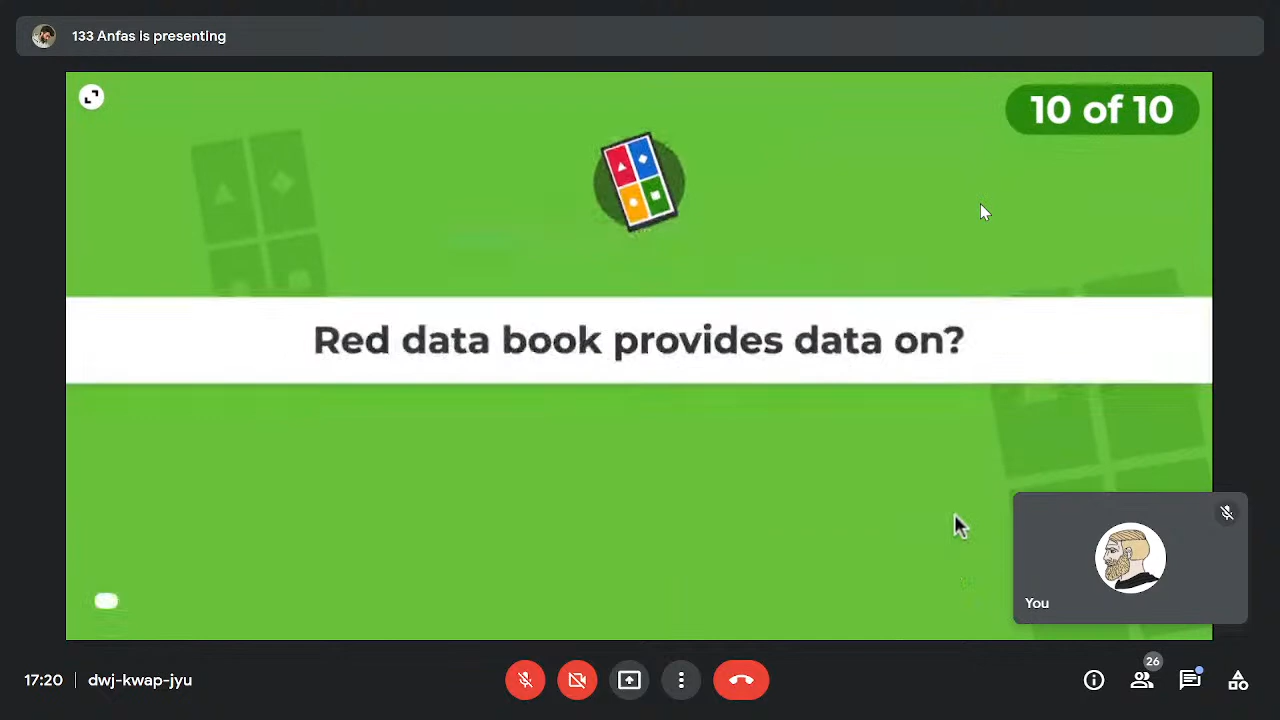 133 Anfas is presenting
10 of 10
Red data book provides data on?
You
26
17:20 | dwj-kwap-jyu